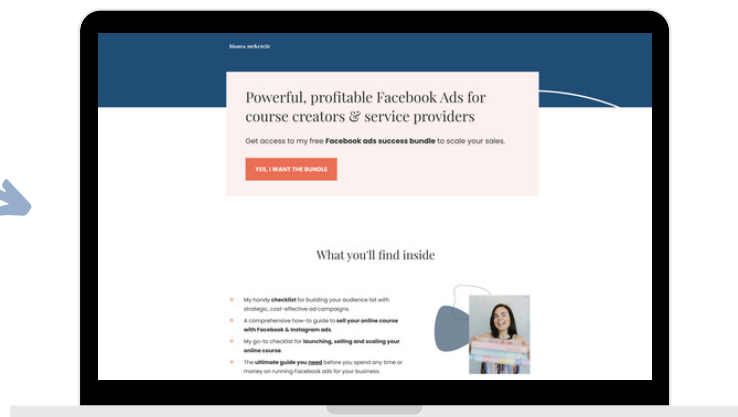 bianca mckenzie
Powerful, profitable Facebook Ads for
course creators & service providers
Get access to my free Facebook ads success bundle to scale your sales.
YES, I WANT THE BUNDLE
What you'll find inside
My handy checklist for building your audience list with
strategic, cost-effective ad campaigns.
A comprehensive how-to guide to sell your online course
with Facebook & Instagram ads.
My go-to checklist for launching, selling and scaling your
online course.
The ultimate guide you need before you spend any time or
money on running Facebook ads for your business.